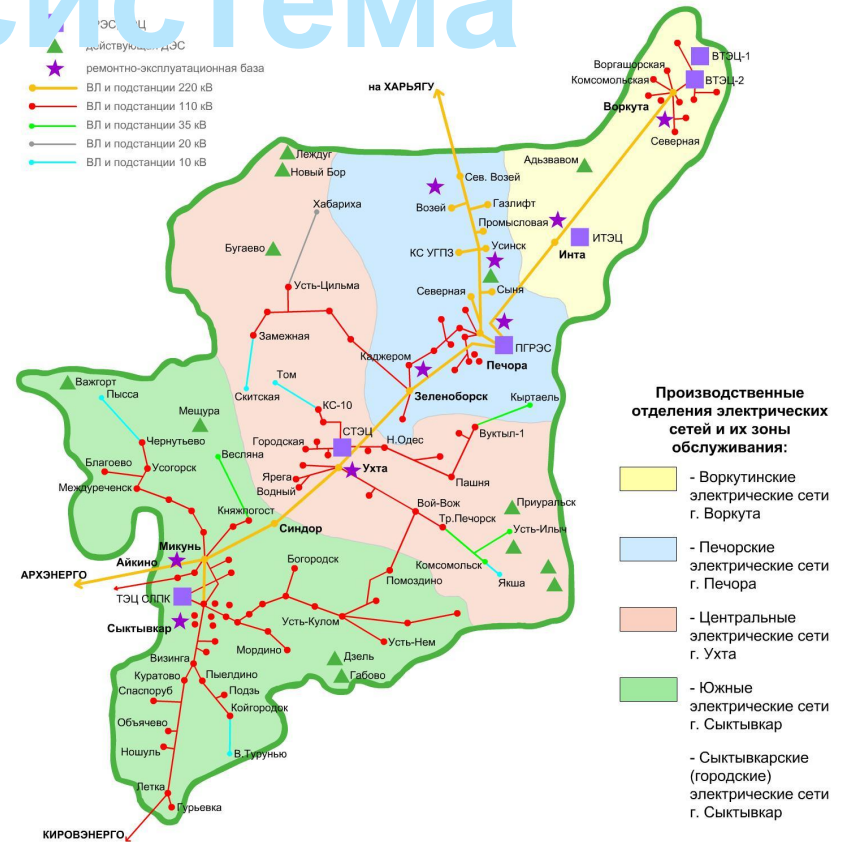 система
действующая ДЭС
ремонтно-эксплуатационная база
ВЛ и подстанции 220 кВ
ВЛ и подстанции 110 кВ
ВЛ и подстанции 35 кВ
ВЛ и подстанции 20 кВ
ВЛ и подстанции 10 кВ
на ХАРЬЯГУ
ВТЭЦ-1
Воргашорская
Комсомольская
ВТЭЦ-2
Воркута
Северная
Леждуг
Новый Бор
Адьзвавом
Сев. Возей
Хабариха
Возей
Газлифт
Промысловая
Бугаево
КС УГПЗ
Усинск
ИТЭЦ
Инта
Усть-Цильма
Северная
Сыня
Замежная
Каджером
ПГРЭС
Печора
Важгорт
Пысса
Том
Скитская
Зеленоборск
Кыртаель
Мещура
КС-10
Чернутьево
Весляна
Городская
СТЭЦ
Н.Одес
Вуктыл-1
Благоево
Усогорск
Ухта
Междуреченск
Ярега
Водный
Пашня
Княжпогост
Вой-Вож
Приуральск
Синдор
Тр.Печорск
Усть-Илыч
Микунь
Айкино
Богородск
Комсомольск
АРХЭНЕРГО
Помоздино
Якша
ТЭЦ СЛПК
Сыктывкар
Усть-Кулом
Усть-Нем
Мордино
Визинга
Дзель
Куратово
Пыелдино
Габово
Спаспоруб
Подзь
Койгородок
Объячево
Ношуль
В.Турунью
Летка
Гурьевка
КИРОВЭНЕРГО
Производственные
отделения электрических
сетей и их зоны
обслуживания:
- Воркутинские
электрические сети
г. Воркута
- Печорские
электрические сети
г. Печора
- Центральные
электрические сети
г. Ухта
- Южные
электрические сети
г. Сыктывкар
- Сыктывкарские
(городские)
электрические сети
г. Сыктывкар